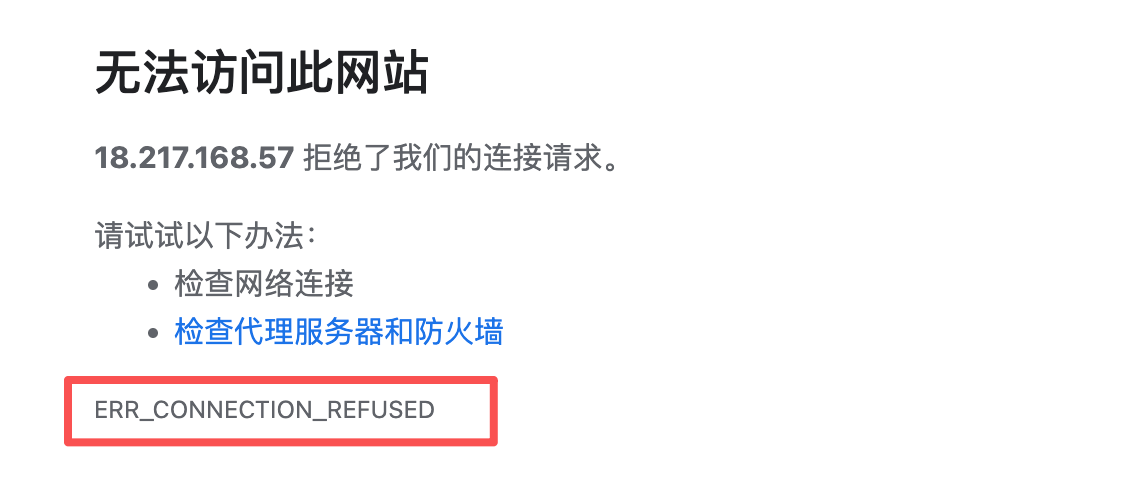 无法访问此网站
18.217.168.57 拒绝了我们的连接请求。
请试试以下办法：
• 检查网络连接
• 检查代理服务器和防火墙
ERR_CONNECTION_REFUSED